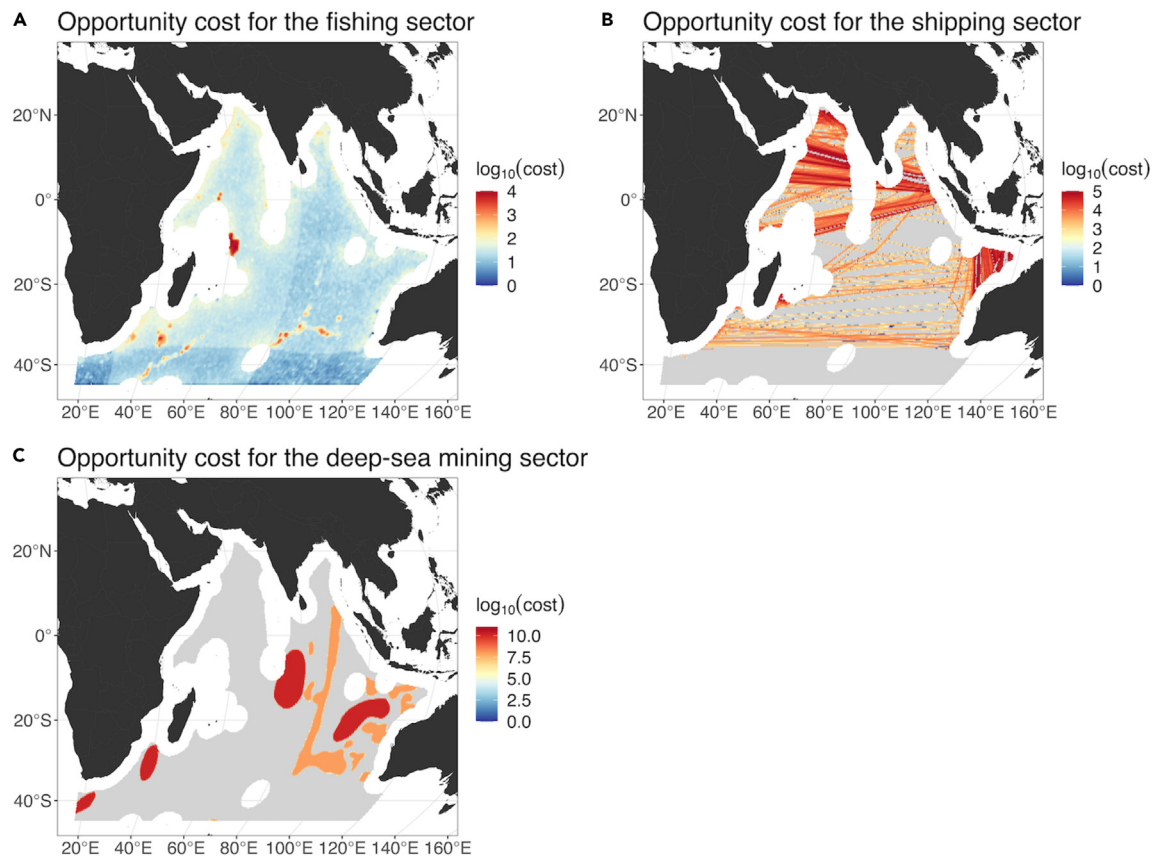 A Opportunity cost for the fishing sector
20°N
0°
20°S
40°S
20°E 40°E 60°E 80°E 100°E 120°E 140°E 160°E
log10(cost)
4
3
2
1
0
B Opportunity cost for the shipping sector
20°N
0°
20°S
40°S
20°E 40°E 60°E 80°E 100°E 120°E 140°E 160°E
log10(cost)
5
4
3
2
1
0
C Opportunity cost for the deep-sea mining sector
20°N
0°
20°S
40°S
20°E 40°E 60°E 80°E 100°E 120°E 140°E 160°E
log10(cost)
10.0
7.5
5.0
2.5
0.0